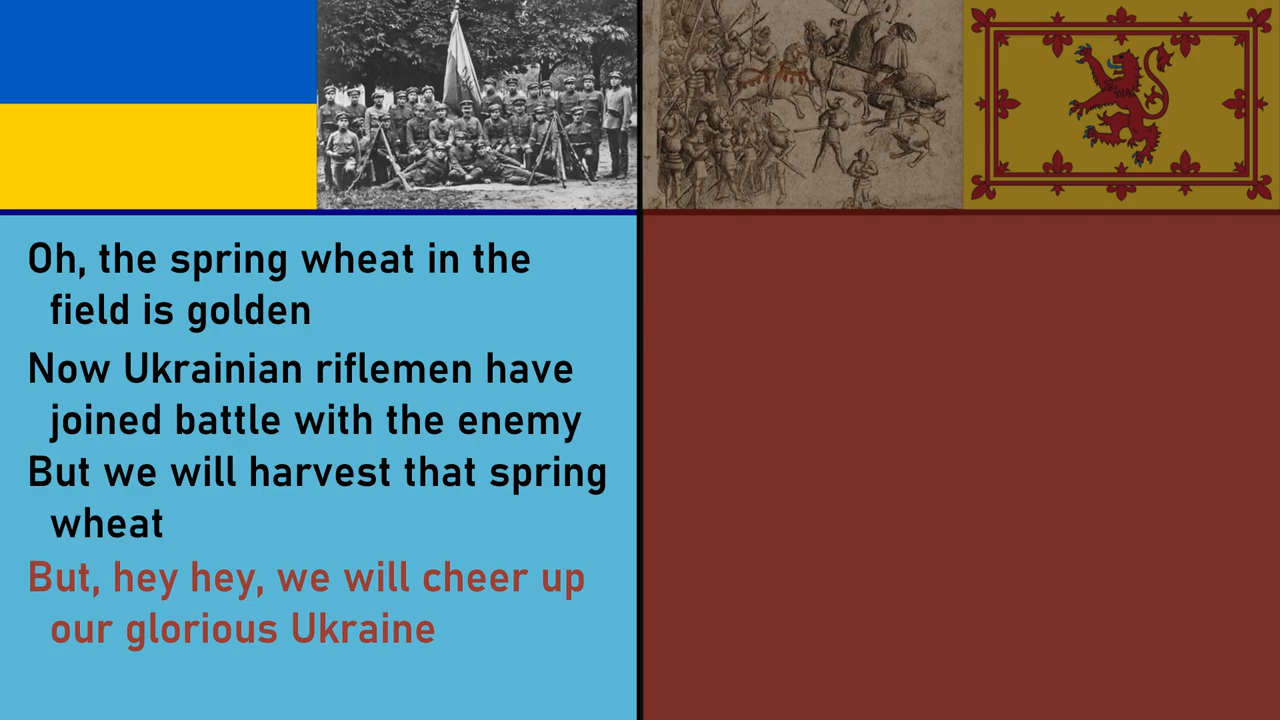 Oh, the spring wheat in the
field is golden
Now Ukrainian riflemen have
joined battle with the enemy
But we will harvest that spring
wheat
But, hey hey, we will cheer up
our glorious Ukraine